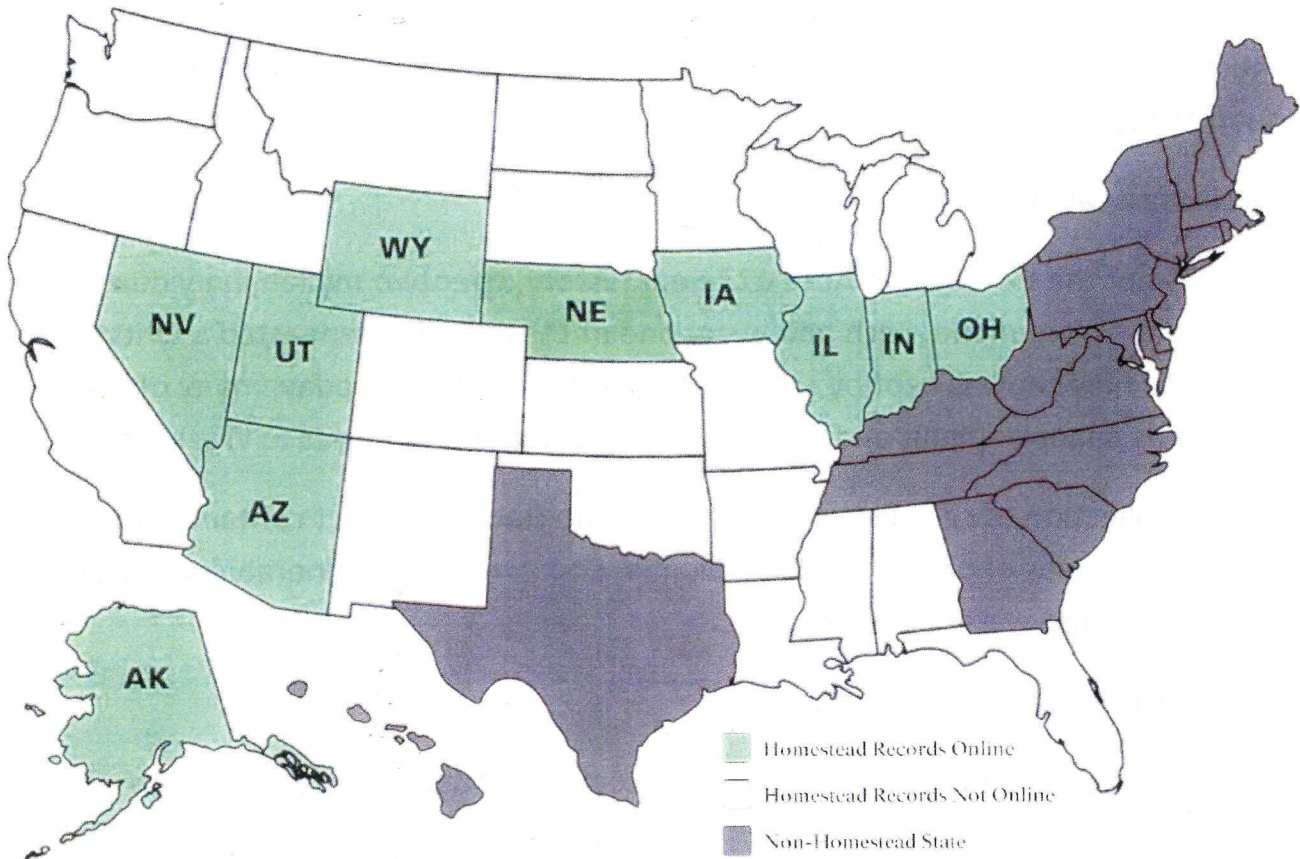 WY
NE
IA
NV
UT
IL
IN
OH
AZ
AK
Homestead Records Online
Homestead Records Not Online
Non-Homestead State